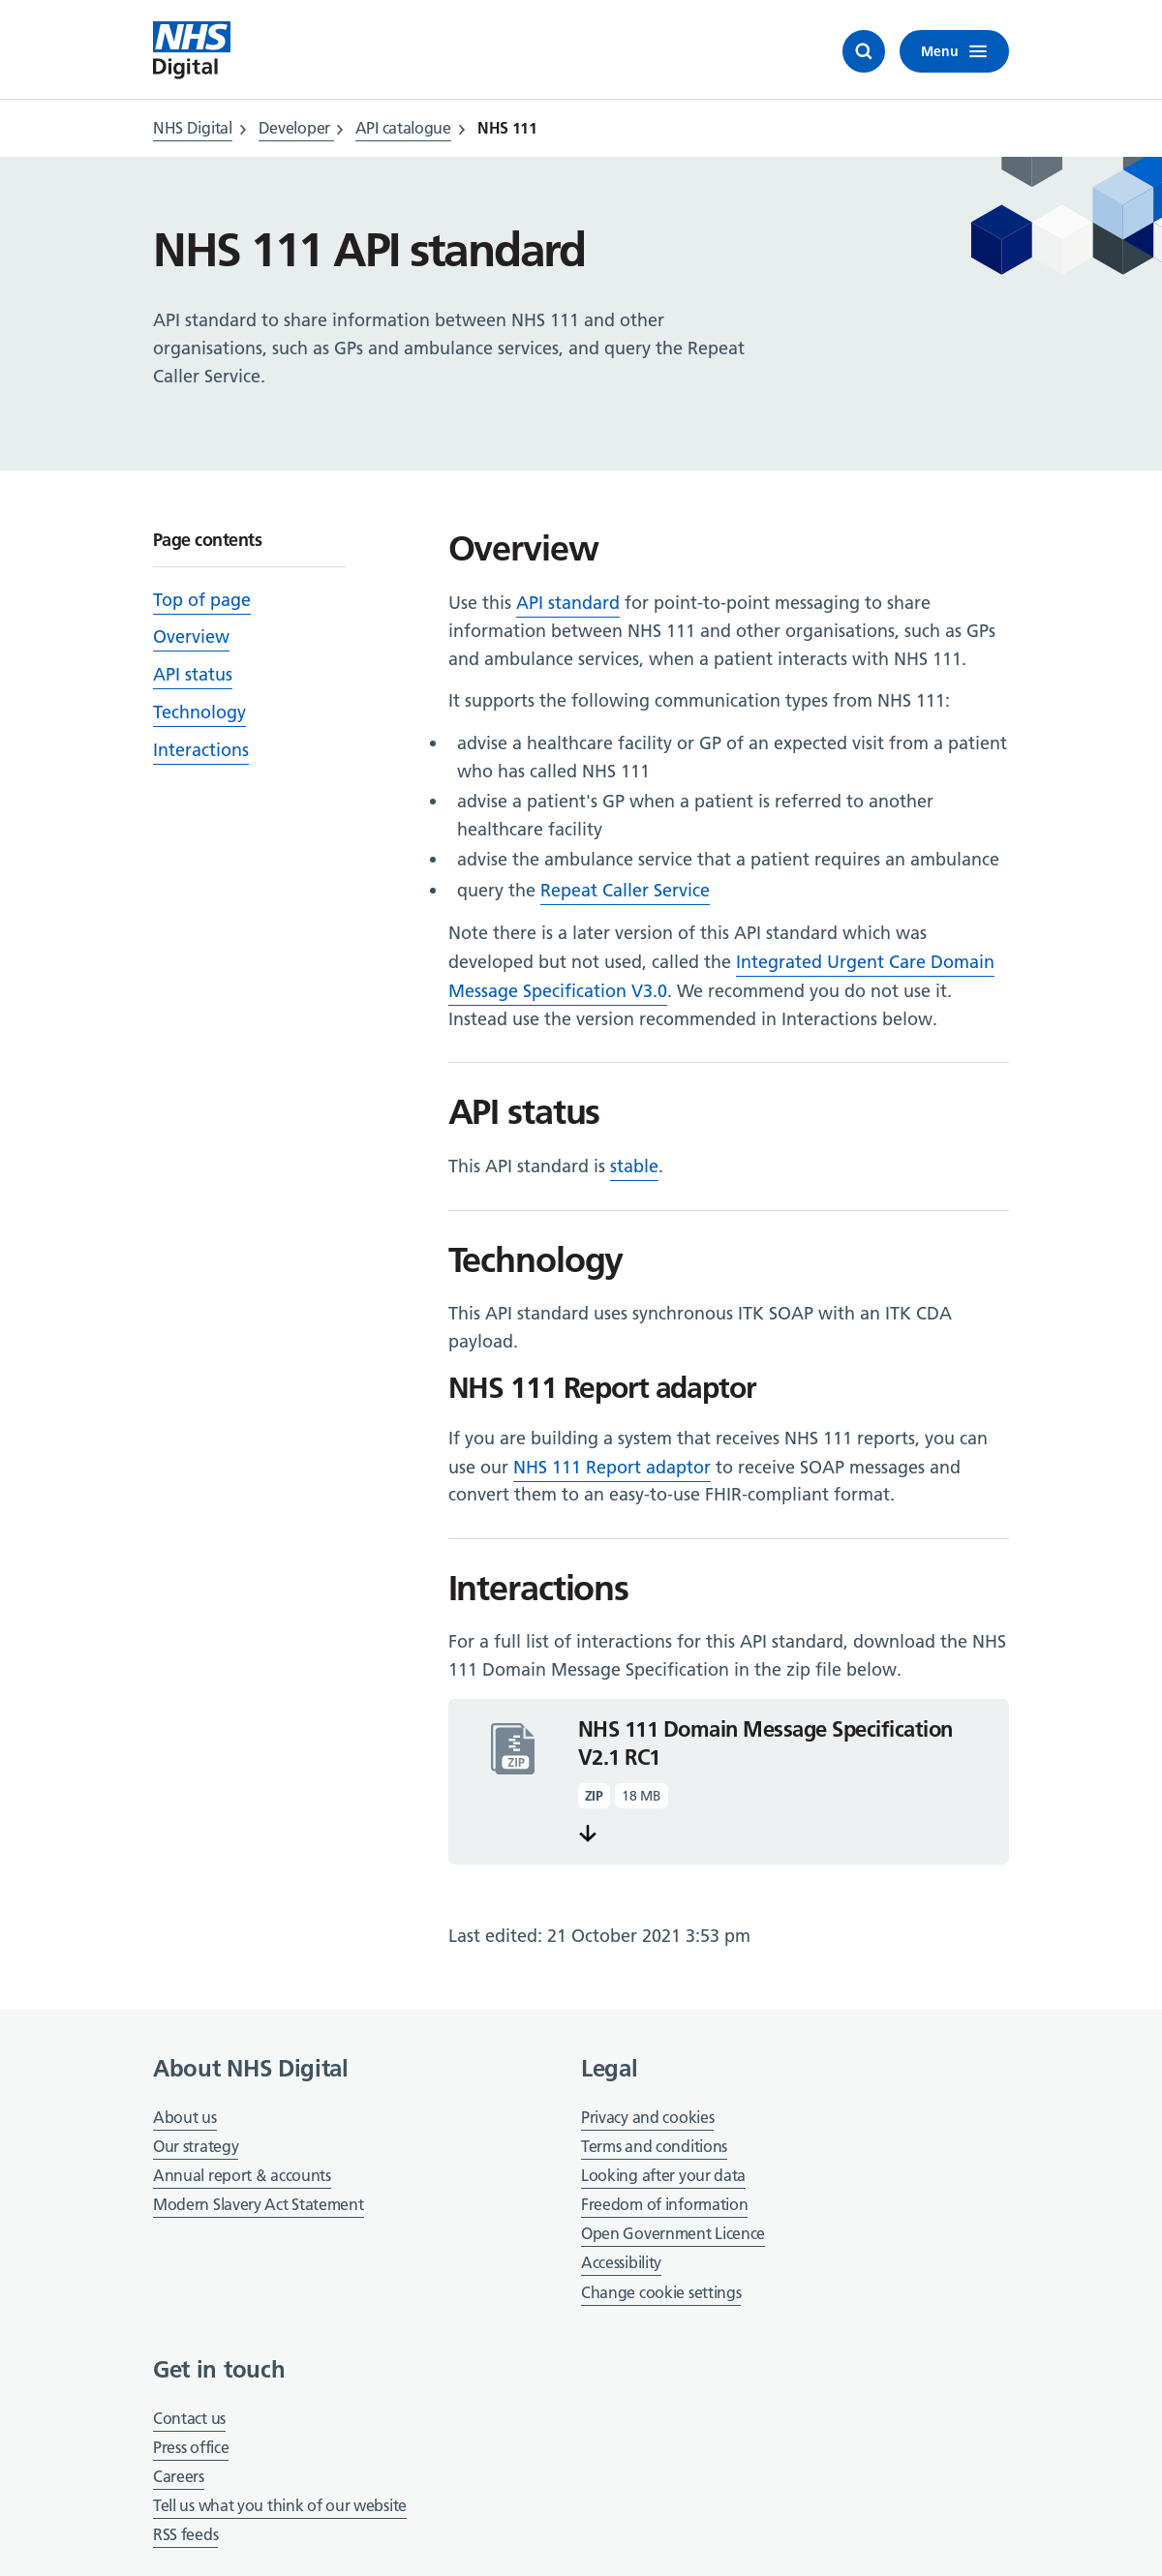 NHS
Digital
Menu
NHS Digital
Developer
API catalogue
NHS 111
NHS 111 API standard
API standard to share information between NHS 111 and other
organisations, such as GPs and ambulance services, and query the Repeat
Caller Service.
Page contents
Top of page
Overview
API status
Technology
Interactions
Overview
Use this API standard for point-to-point messaging to share
information between NHS 111 and other organisations, such as GPs
and ambulance services, when a patient interacts with NHS 111.
It supports the following communication types from NHS 111:
• advise a healthcare facility or GP of an expected visit from a patient
who has called NHS 111
• advise a patient's GP when a patient is referred to another
healthcare facility
• advise the ambulance service that a patient requires an ambulance
• query the Repeat Caller Service
Note there is a later version of this API standard which was
developed but not used, called the Integrated Urgent Care Domain
Message Specification V3.0. We recommend you do not use it.
Instead use the version recommended in Interactions below.
API status
This API standard is stable.
Technology
This API standard uses synchronous ITK SOAP with an ITK CDA
payload.
NHS 111 Report adaptor
If you are building a system that receives NHS 111 reports, you can
use our NHS 111 Report adaptor to receive SOAP messages and
convert them to an easy-to-use FHIR-compliant format.
Interactions
For a full list of interactions for this API standard, download the NHS
111 Domain Message Specification in the zip file below.
ZIP
NHS 111 Domain Message Specification
V2.1 RC1
ZIP 18 MB
Last edited: 21 October 2021 3:53 pm
About NHS Digital
About us
Our strategy
Annual report & accounts
Modern Slavery Act Statement
Legal
Privacy and cookies
Terms and conditions
Looking after your data
Freedom of information
Open Government Licence
Accessibility
Change cookie settings
Get in touch
Contact us
Press office
Careers
Tell us what you think of our website
RSS feeds